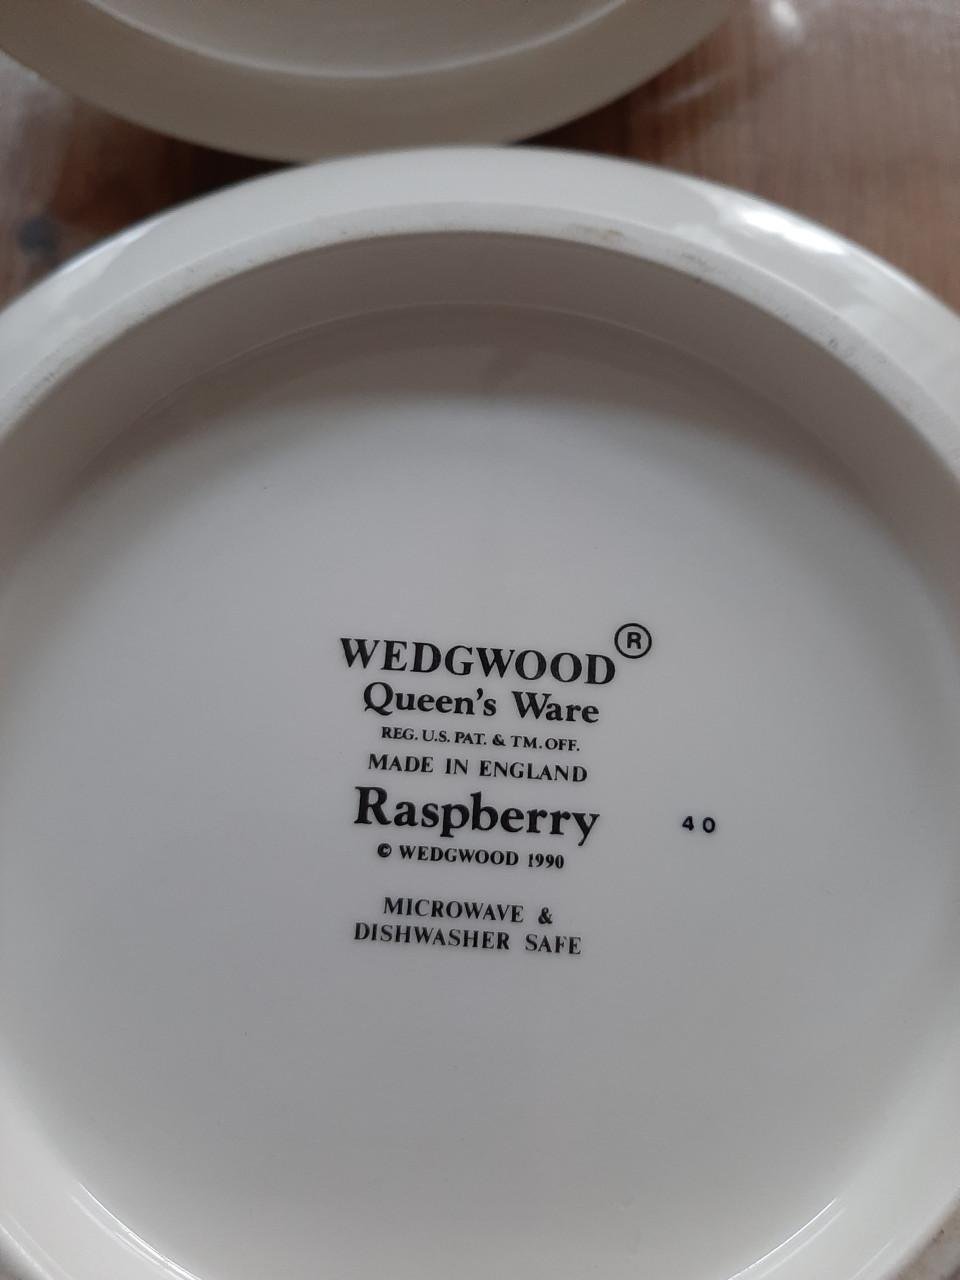 WEDGWOOD®
Queen's Ware
REG. U.S. PAT. & TM. OFF.
MADE IN ENGLAND
Raspberry
40
© WEDGWOOD 1990
MICROWAVE &
DISHWASHER SAFE